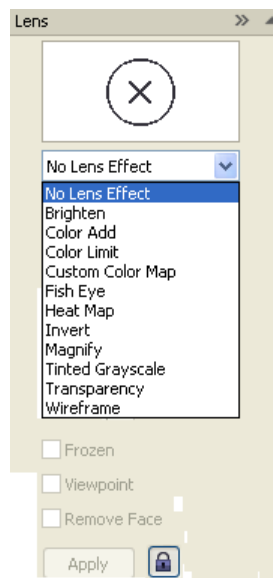 Lens
No Lens Effect
No Lens Effect
Brighten
Color Add
Color Limit
Custom Color Map
Fish Eye
Heat Map
Invert
Magnify
Tinted Grayscale
Transparency
Wireframe
Frozen
Viewpoint
Remove Face
Apply